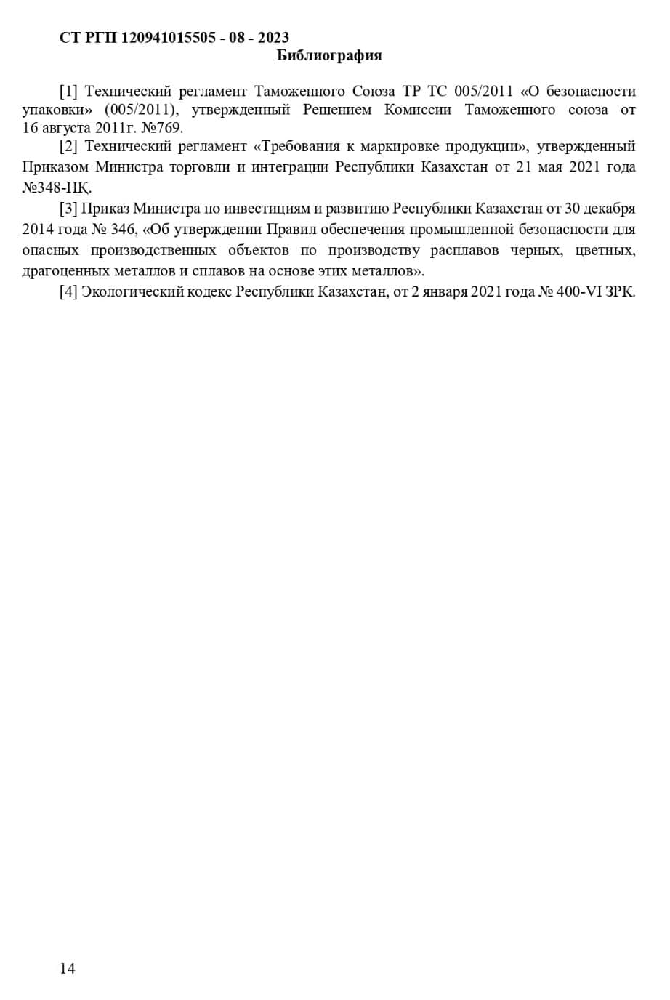 СТ РГП 120941015505 - 08 - 2023
Библиография
[1] Технический регламент Таможенного Союза ТР ТС 005/2011 «О безопасности
упаковки» (005/2011), утвержденный Решением Комиссии Таможенного союза от
16 августа 2011г. №769.
[2] Технический регламент «Требования к маркировке продукции», утвержденный
Приказом Министра торговли и интеграции Республики Казахстан от 21 мая 2021 года
№348-НҚ.
[3] Приказ Министра по инвестициям и развитию Республики Казахстан от 30 декабря
2014 года № 346, «Об утверждении Правил обеспечения промышленной безопасности для
опасных производственных объектов по производству расплавов черных, цветных,
драгоценных металлов и сплавов на основе этих металлов».
[4] Экологический кодекс Республики Казахстан, от 2 января 2021 года № 400-VI ЗРК.
14